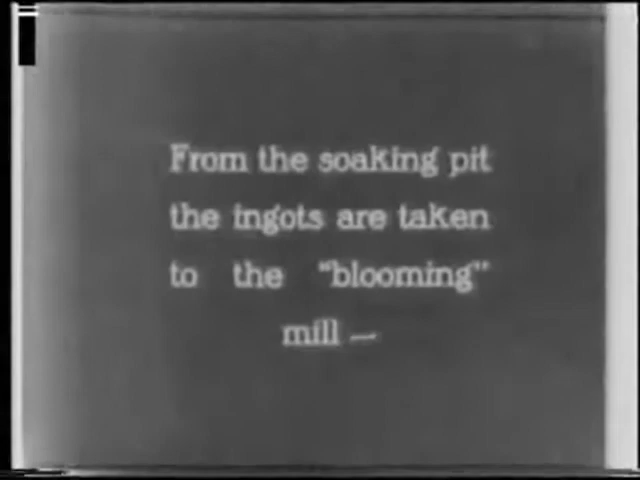 From the soaking pit
the ingots are taken
to the "blooming"
mill —